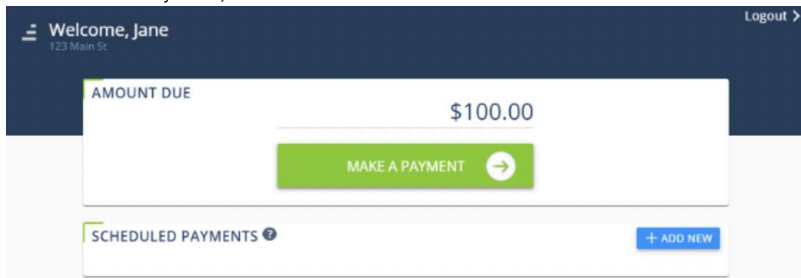 Logout >
Welcome, Jane
123 Main St
AMOUNT DUE
$100.00
MAKE A PAYMENT
SCHEDULED PAYMENTS ?
+ ADD NEW